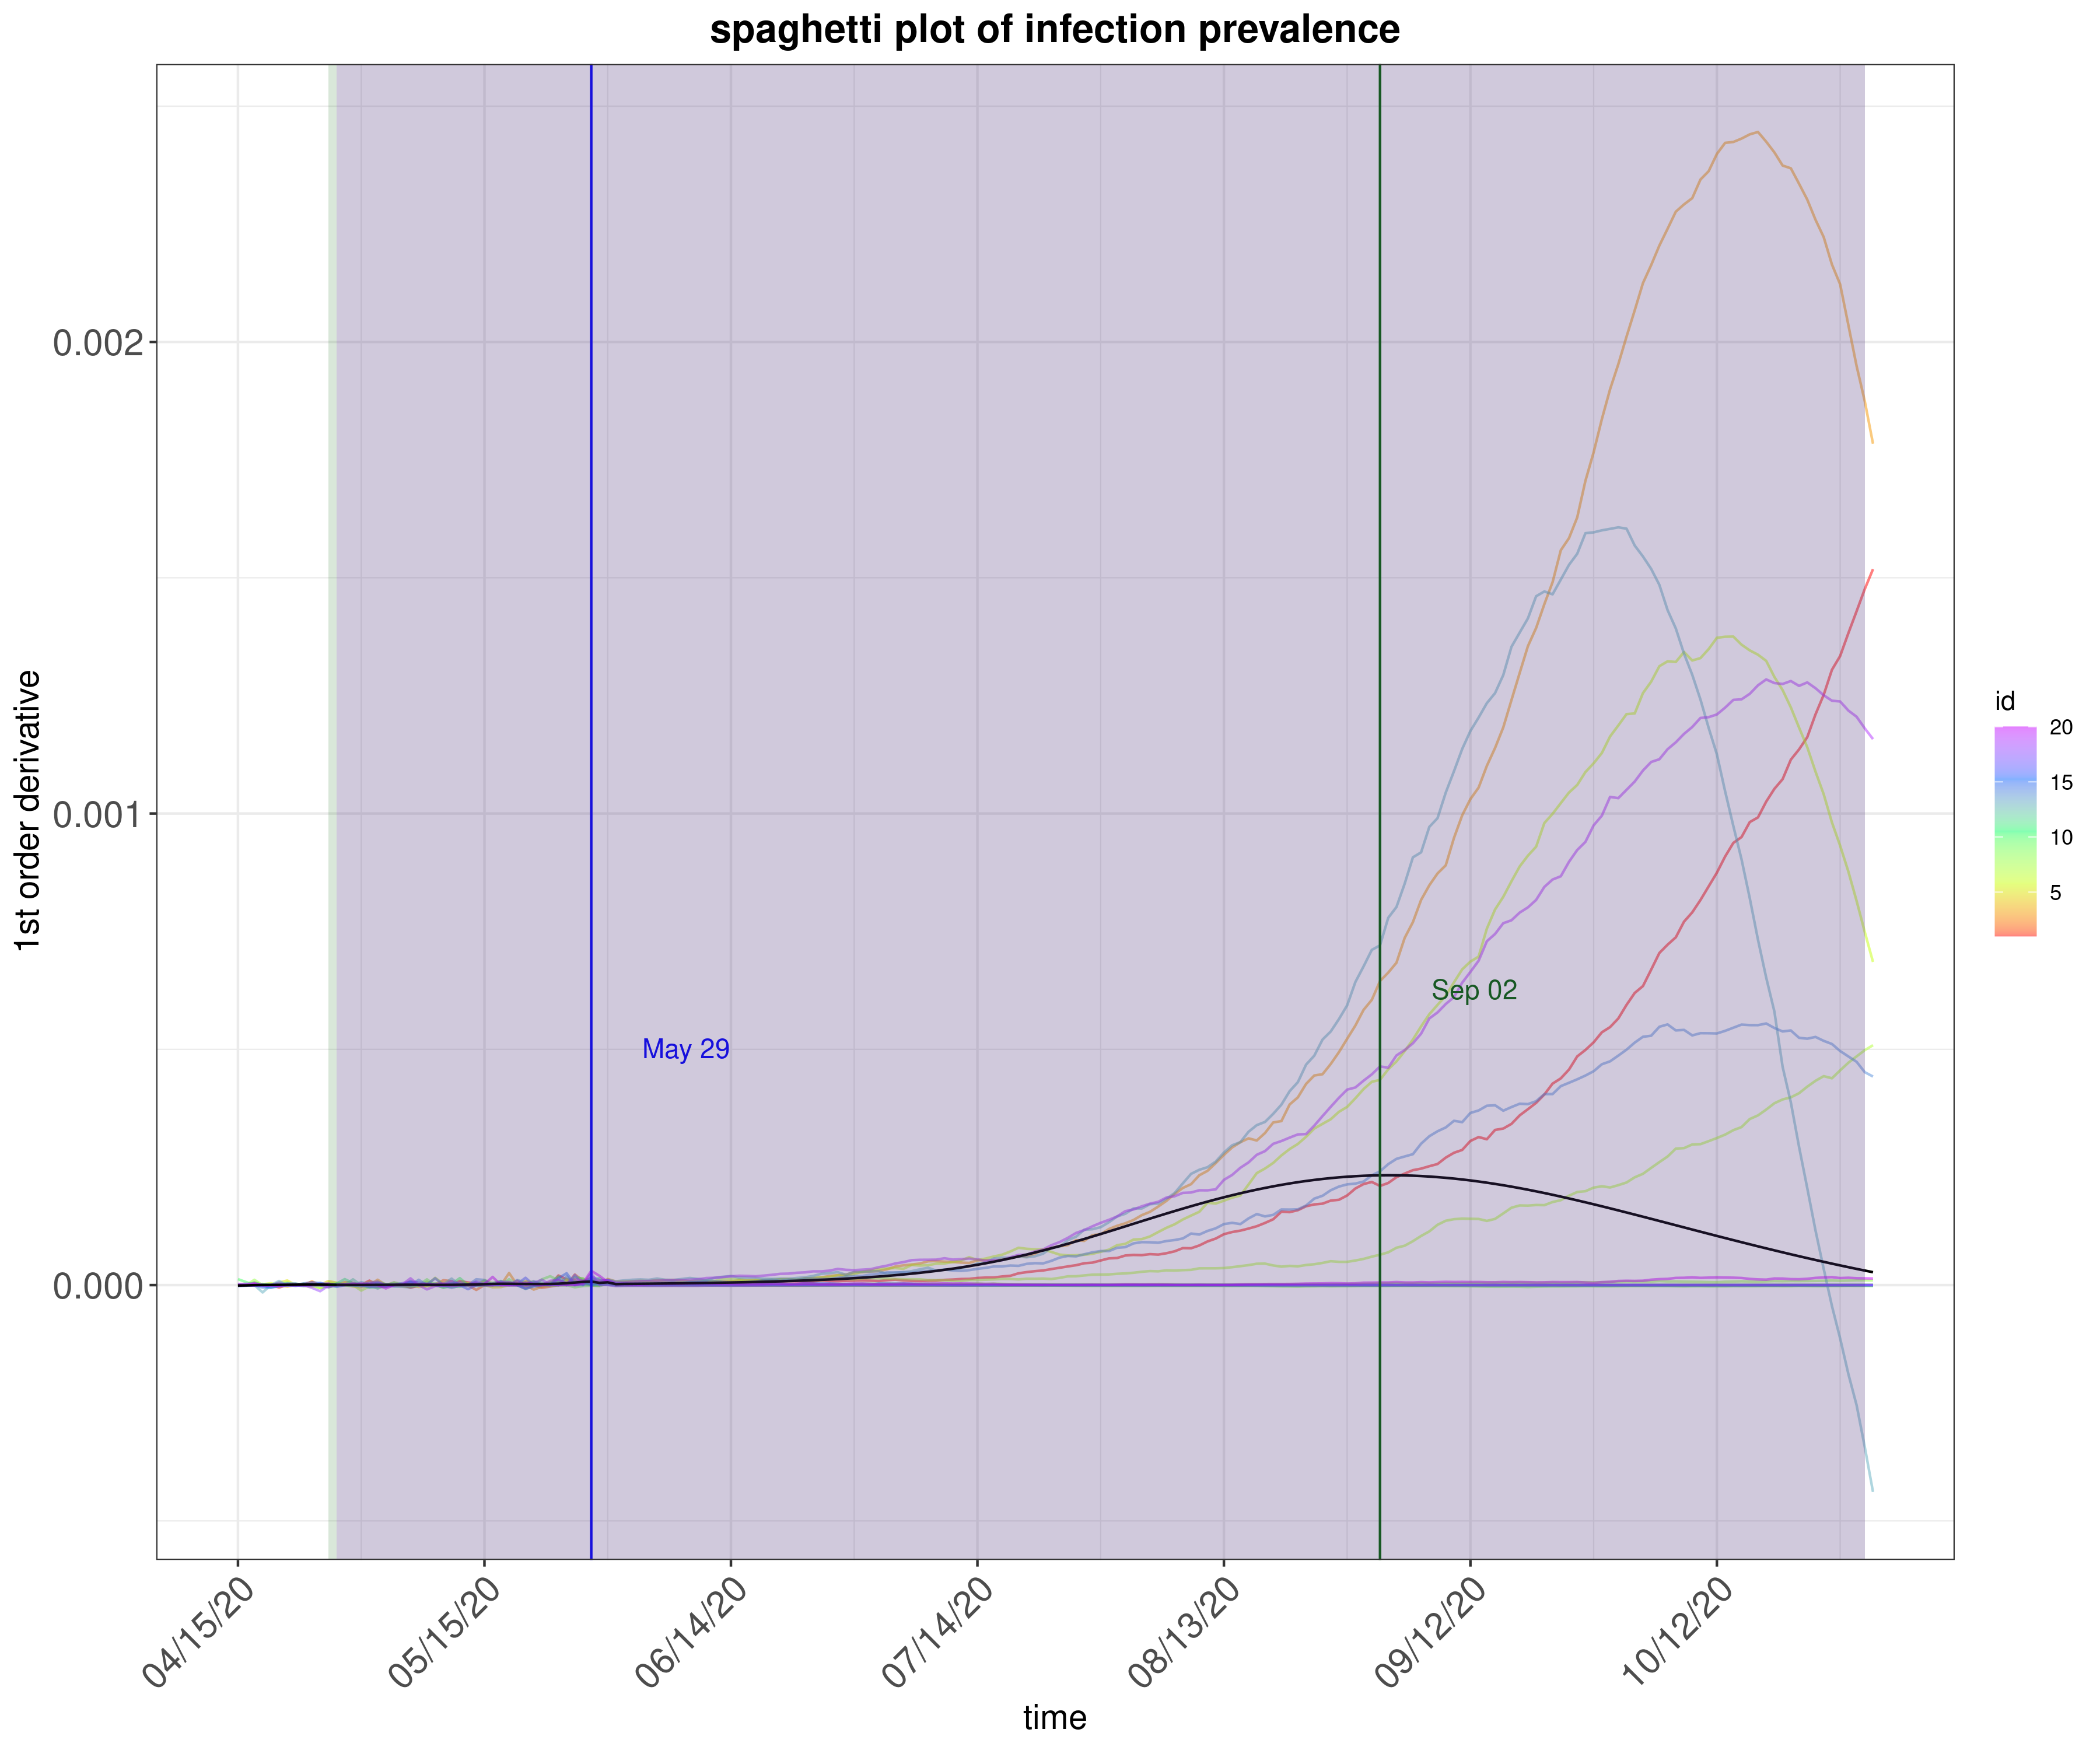 spaghetti plot of infection prevalence
1st order derivative
0.002
0.001
0.000
May 29
Sep 02
04/15/20
05/15/20
06/14/20
07/14/20
08/13/20
09/12/20
10/12/20
time
id
20
15
10
5